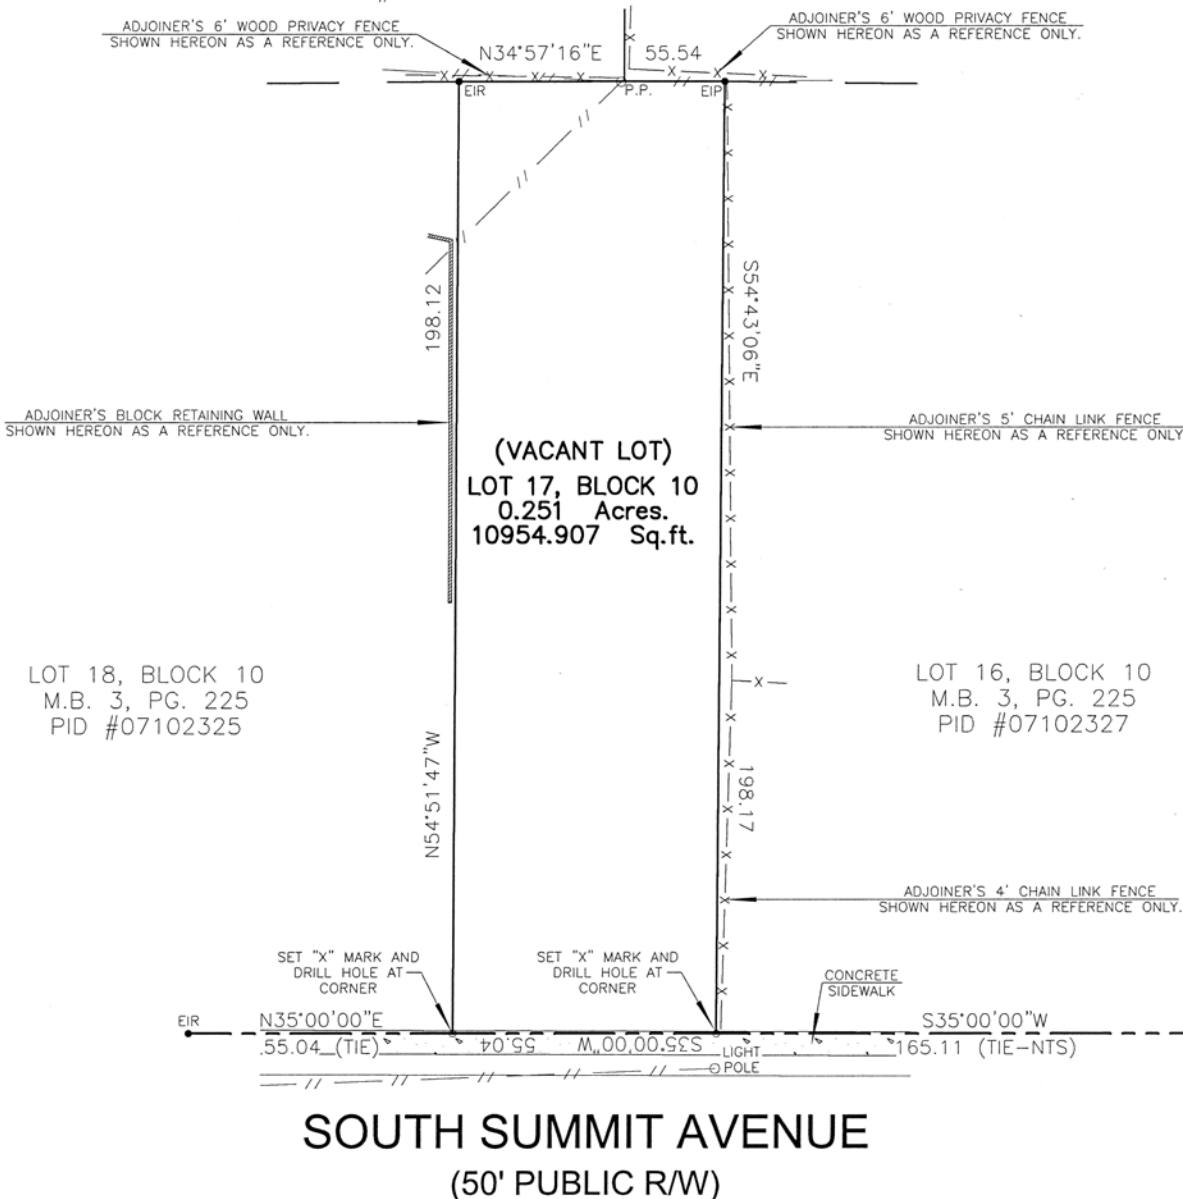 ADJOINER'S 6' WOOD PRIVACY FENCE
SHOWN HEREON AS A REFERENCE ONLY.
ADJOINER'S 6' WOOD PRIVACY FENCE
SHOWN HEREON AS A REFERENCE ONLY.
N34°57'16"E 55.54
EIR
P.P.
EIP
198.12
S54°43'06"E
ADJOINER'S BLOCK RETAINING WALL
SHOWN HEREON AS A REFERENCE ONLY.
ADJOINER'S 5' CHAIN LINK FENCE
SHOWN HEREON AS A REFERENCE ONLY
(VACANT LOT)
LOT 17, BLOCK 10
0.251 Acres.
10954.907 Sq.ft.
LOT 18, BLOCK 10
M.B. 3, PG. 225
PID #07102325
LOT 16, BLOCK 10
M.B. 3, PG. 225
PID #07102327
N54°51'47"W
198.17
ADJOINER'S 4' CHAIN LINK FENCE
SHOWN HEREON AS A REFERENCE ONLY.
SET "X" MARK AND
DRILL HOLE AT
CORNER
SET "X" MARK AND
DRILL HOLE AT
CORNER
CONCRETE
SIDEWALK
EIR
N35°00'00"E
55.04 (TIE)
S35°00'00"W 55.04
S35°00'00"W
165.11 (TIE-NTS)
LIGHT
POLE
SOUTH SUMMIT AVENUE
(50' PUBLIC R/W)